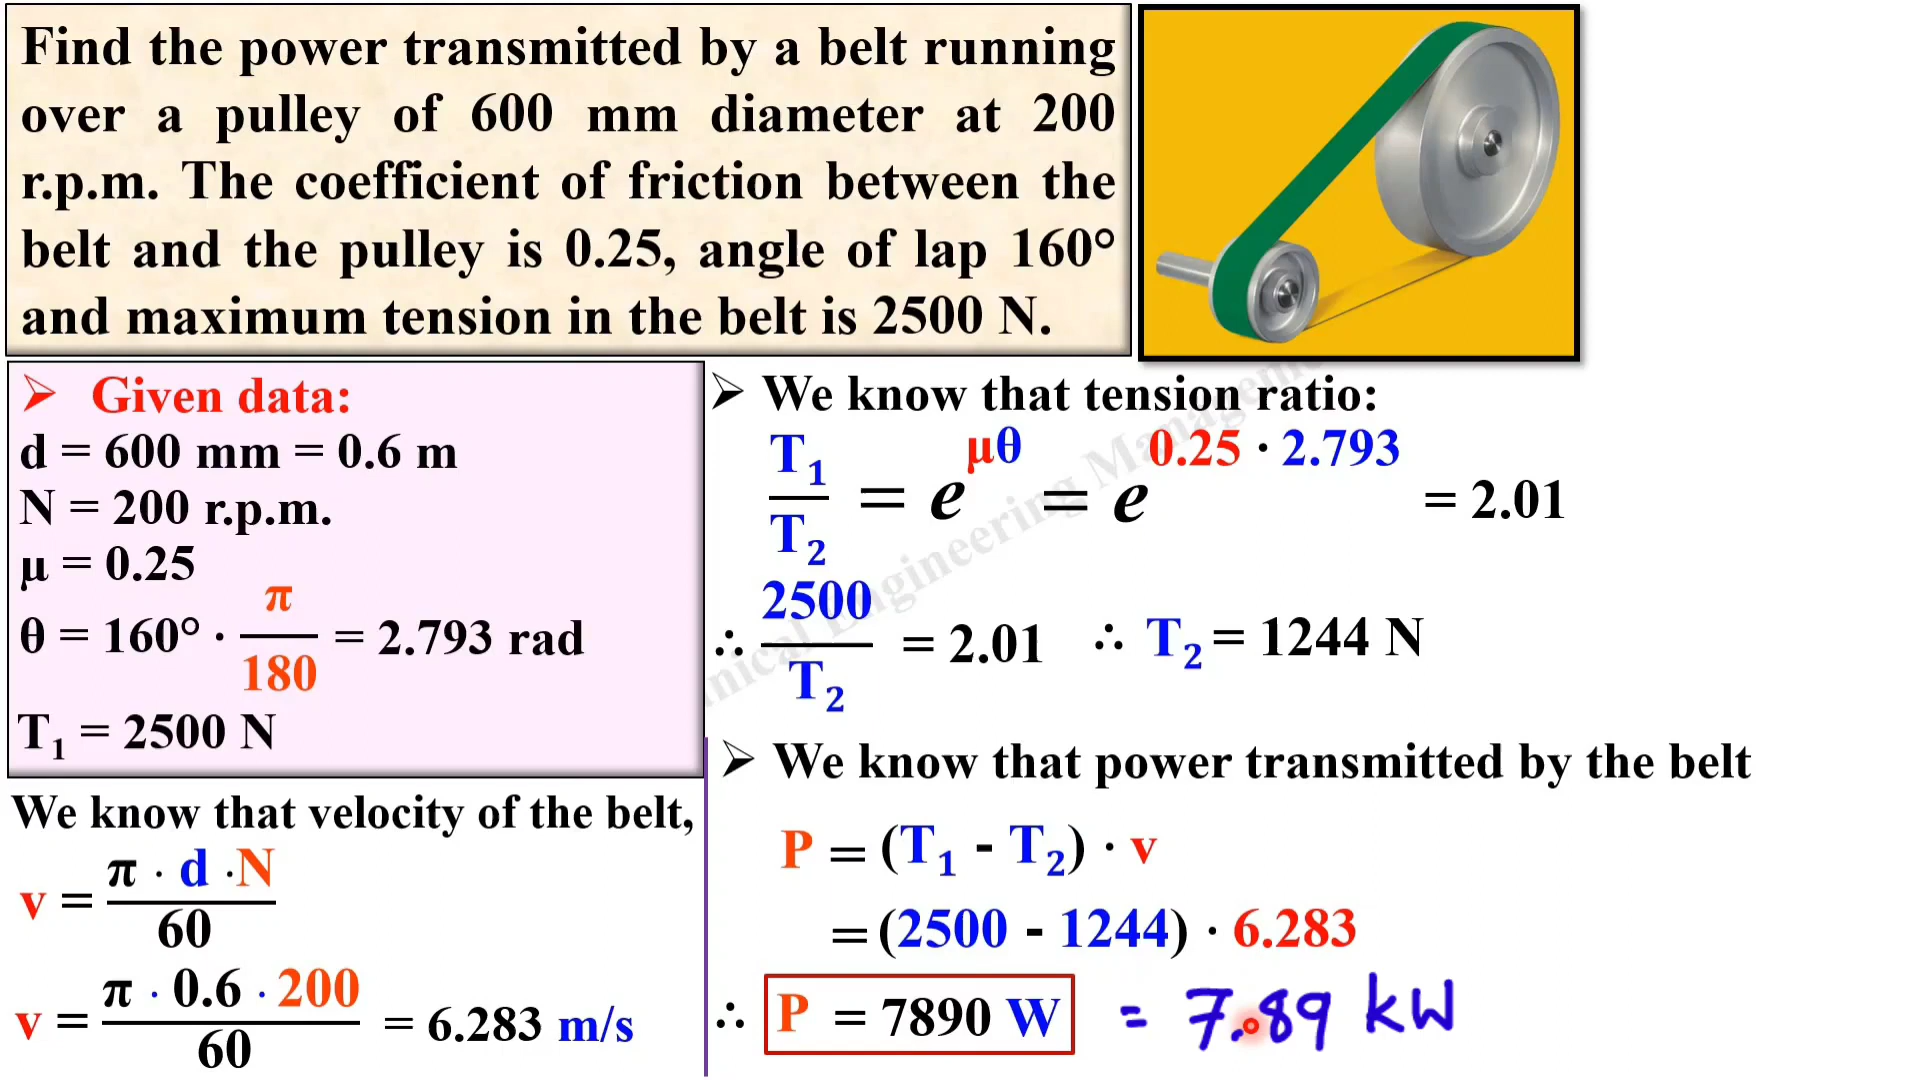 Find the power transmitted by a belt running
over a pulley of 600 mm diameter at 200
r.p.m. The coefficient of friction between the
belt and the pulley is 0.25, angle of lap 160°
and maximum tension in the belt is 2500 N.
➢ Given data:
d = 600 mm = 0.6 m
N = 200 r.p.m.
μ = 0.25
θ = 160° · π/180 = 2.793 rad
T₁ = 2500 N
We know that velocity of the belt,
v = π · d · N / 60
v = π · 0.6 · 200 / 60 = 6.283 m/s
➢ We know that tension ratio:
T₁/T₂ = e^μθ = e^0.25 · 2.793 = 2.01
∴ 2500/T₂ = 2.01 ∴ T₂ = 1244 N
➢ We know that power transmitted by the belt
P = (T₁ - T₂) · v
= (2500 - 1244) · 6.283
∴ P = 7890 W = 7.89 kW
Engineering Management